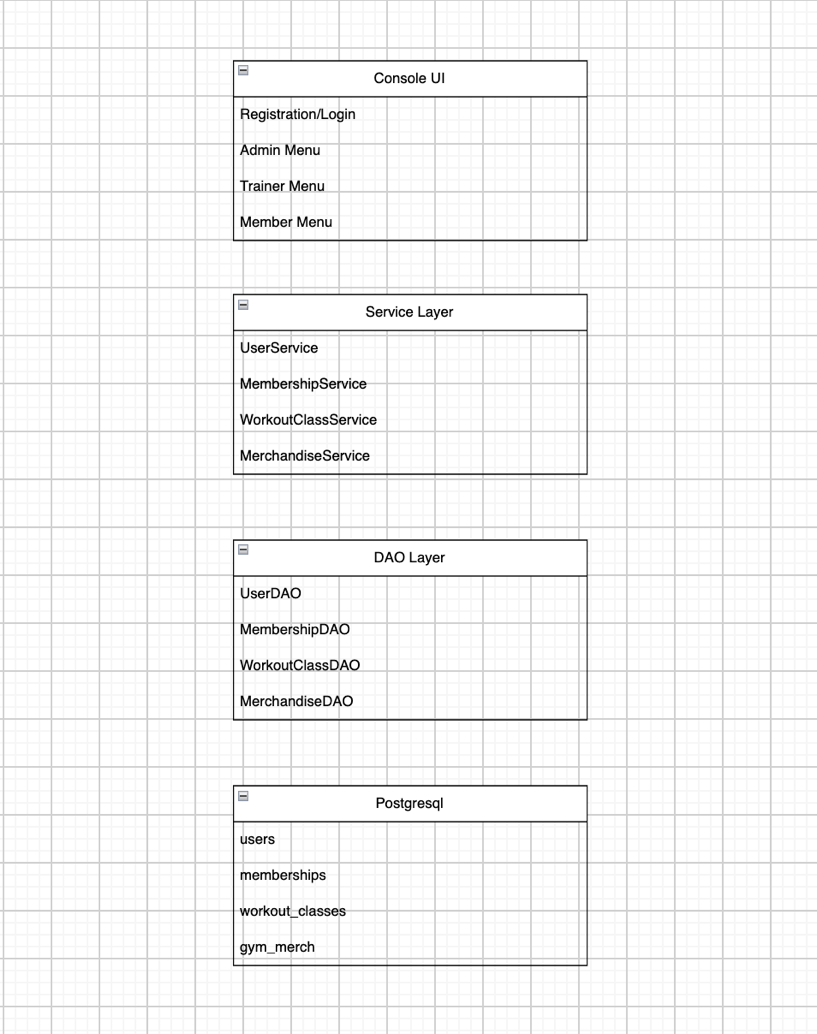 Console UI
Registration/Login
Admin Menu
Trainer Menu
Member Menu
Service Layer
UserService
MembershipService
WorkoutClassService
MerchandiseService
DAO Layer
UserDAO
MembershipDAO
WorkoutClassDAO
MerchandiseDAO
Postgresql
users
memberships
workout_classes
gym_merch